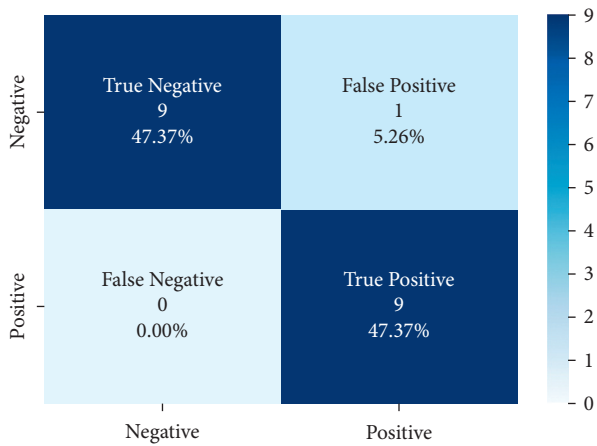 Negative
True Negative
9
47.37%
False Positive
1
5.26%
Positive
False Negative
0
0.00%
True Positive
9
47.37%
Negative
Positive
9
8
7
6
5
4
3
2
1
0